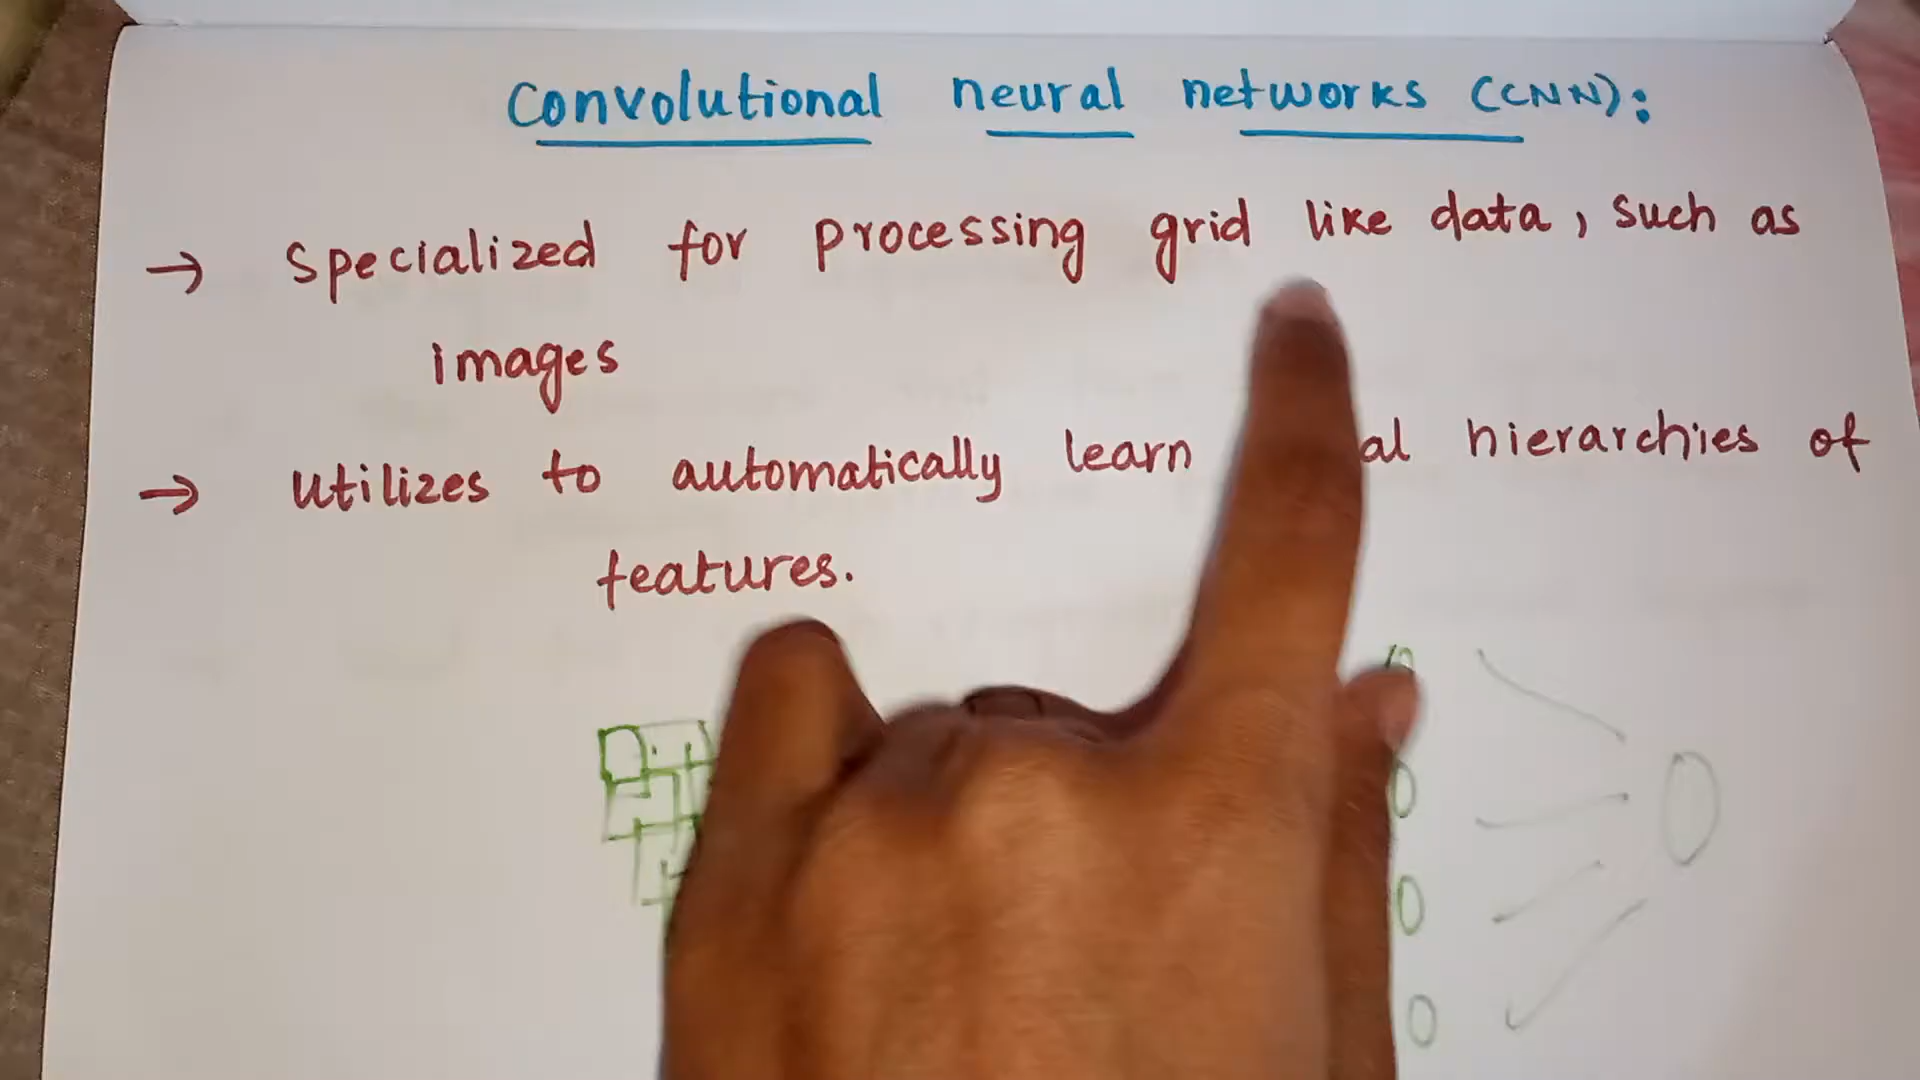 Convolutional neural networks (CNN):
→ Specialized for processing grid like data, such as
images
→ utilizes to automatically learn al hierarchies of
features.